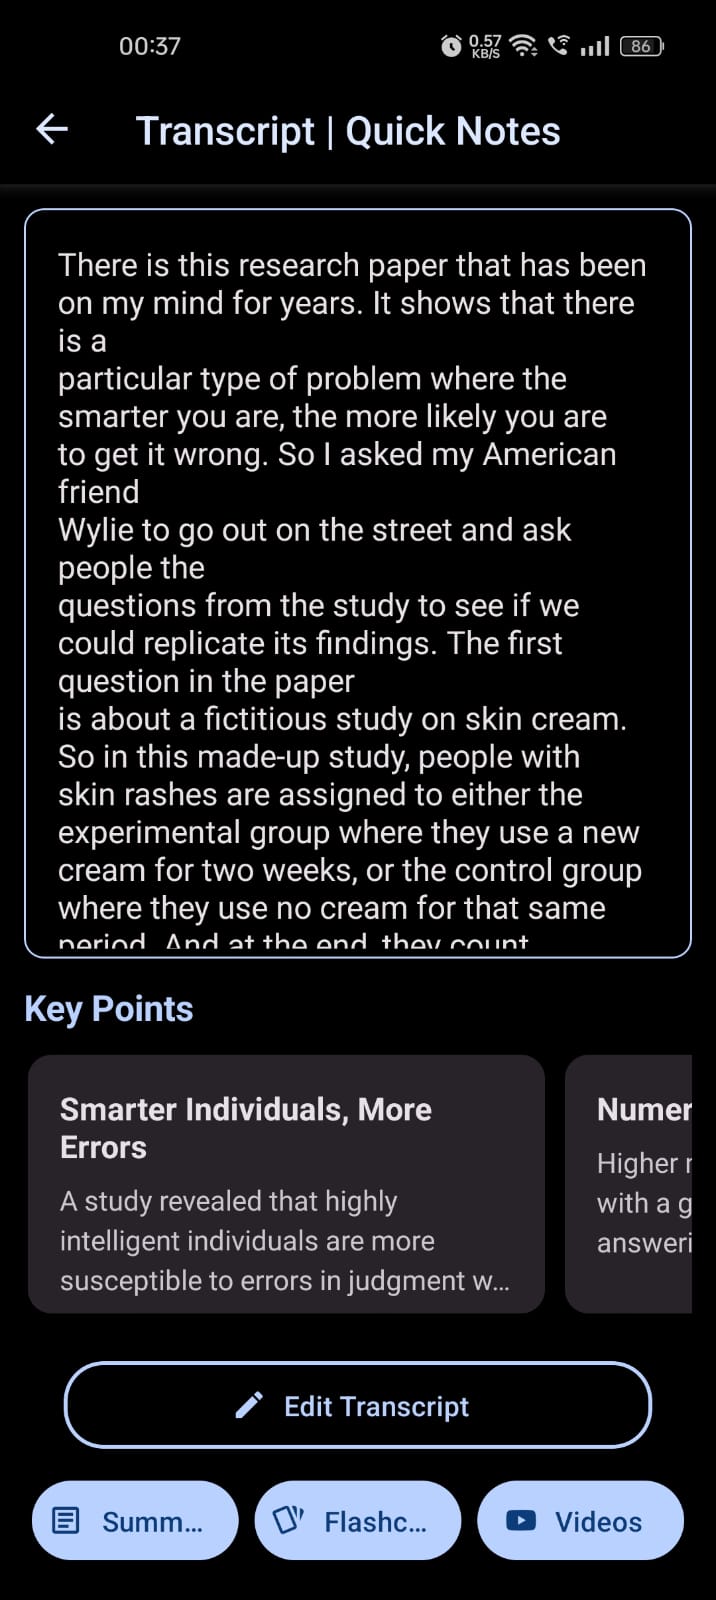 00:37
0.57
KB/S
86
Transcript | Quick Notes
There is this research paper that has been
on my mind for years. It shows that there
is a
particular type of problem where the
smarter you are, the more likely you are
to get it wrong. So I asked my American
friend
Wylie to go out on the street and ask
people the
questions from the study to see if we
could replicate its findings. The first
question in the paper
is about a fictitious study on skin cream.
So in this made-up study, people with
skin rashes are assigned to either the
experimental group where they use a new
cream for two weeks, or the control group
where they use no cream for that same
period. And at the end, they count
Key Points
Smarter Individuals, More
Errors
A study revealed that highly
intelligent individuals are more
susceptible to errors in judgment w...
Numer
Higher
with a g
answeri
Edit Transcript
Summ...
Flashc...
Videos